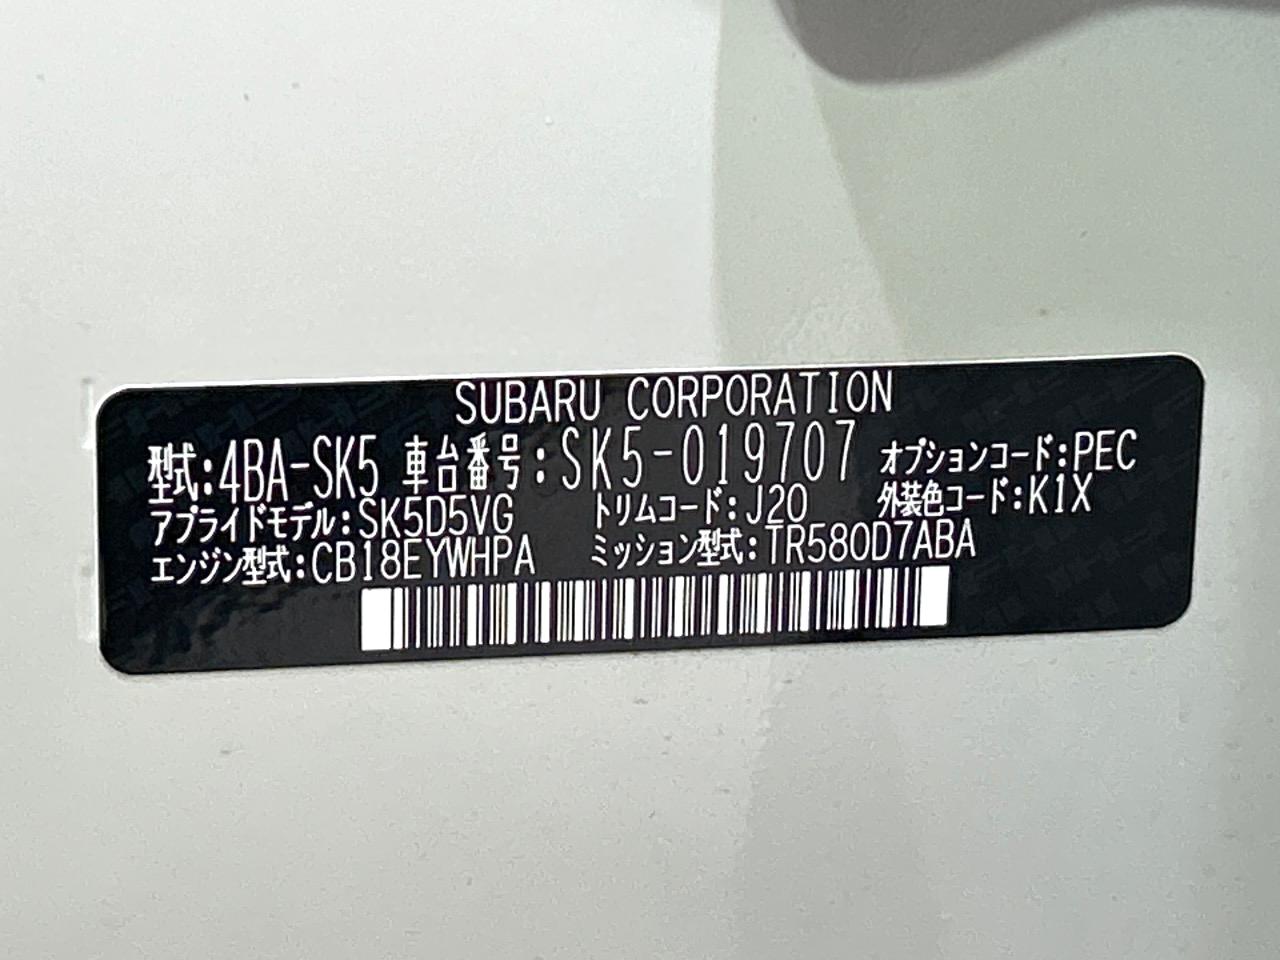 SUBARU CORPORATION
型式:4BA-SK5 車台番号:SK5-019707 オプションコード:PEC
アプライドモデル:SK5D5VG トリムコード:J20 外装色コード:K1X
エンジン型式:CB18EYWHPA ミッション型式:TR580D7ABA